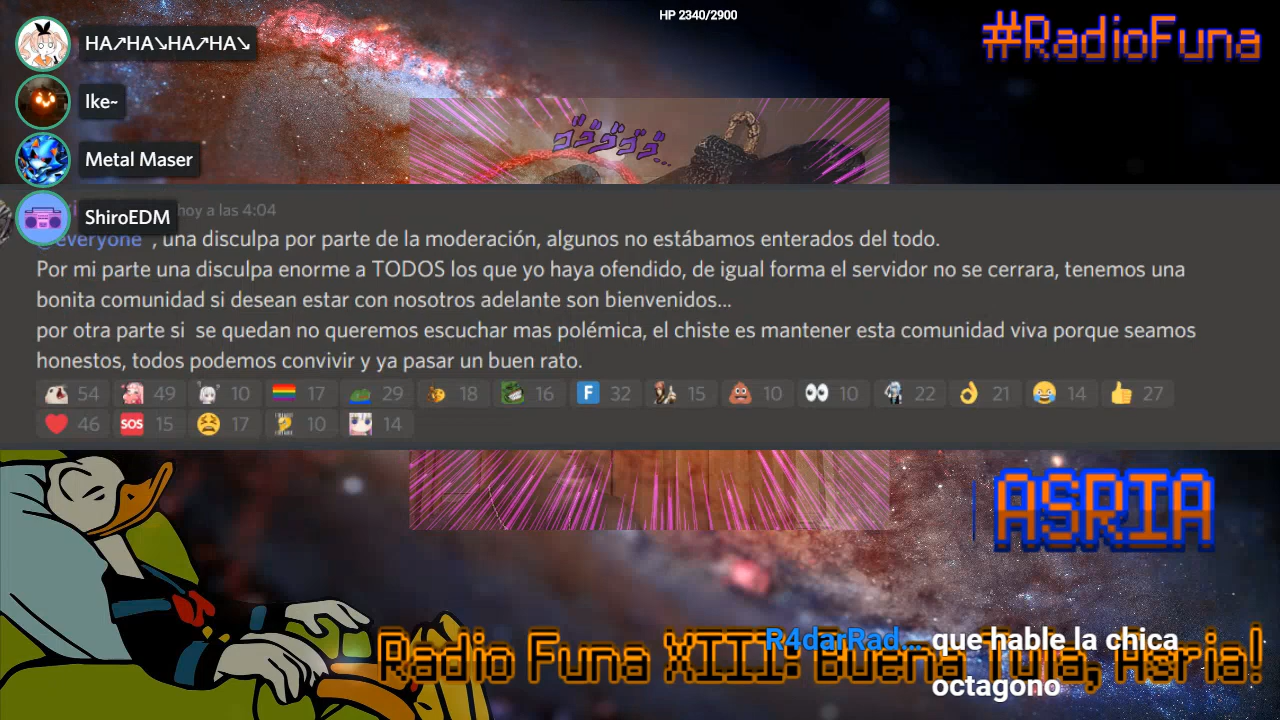 HP 2340/2900
#RadioFuna
HA↗HA↘HA↗HA↘
Ike~
Metal Maser
ShiroEDM
hoy a las 4:04
@everyone , una disculpa por parte de la moderación, algunos no estábamos enterados del todo.
Por mi parte una disculpa enorme a TODOS los que yo haya ofendido, de igual forma el servidor no se cerrara, tenemos una
bonita comunidad si desean estar con nosotros adelante son bienvenidos...
por otra parte si se quedan no queremos escuchar mas polémica, el chiste es mantener esta comunidad viva porque seamos
honestos, todos podemos convivir y ya pasar un buen rato.
54 49 10 17 29 18 16 F 32 15 10 10 22 21 14 27
46 SOS 15 17 10 14
ASRIA
R4darRad... que hable la chica
octagono
Radio Funa XIII: Buena Tula, Asria!